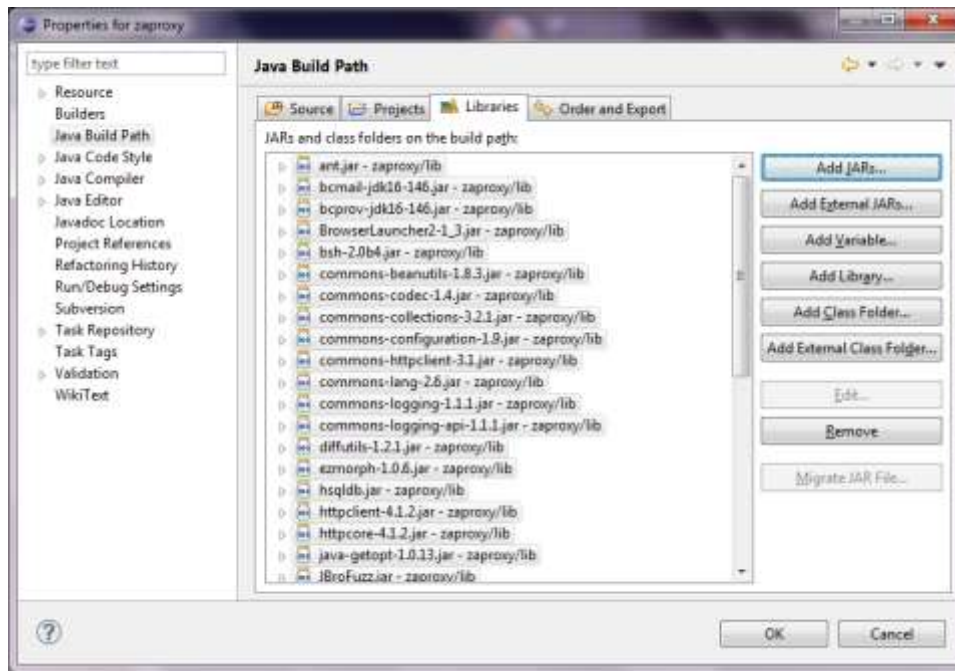 Properties for zaproxy
type filter text
Resource
Builders
Java Build Path
Java Code Style
Java Compiler
Java Editor
Javadoc Location
Project References
Refactoring History
Run/Debug Settings
Subversion
Task Repository
Task Tags
Validation
WikiText
Java Build Path
Source Projects Libraries Order and Export
JARs and class folders on the build path:
ant.jar - zaproxy/lib
bcmail-jdk16-146.jar - zaproxy/lib
bcprov-jdk16-146.jar - zaproxy/lib
BrowserLauncher2-1_3.jar - zaproxy/lib
bsh-2.0b4.jar - zaproxy/lib
commons-beanutils-1.8.3.jar - zaproxy/lib
commons-codec-1.4.jar - zaproxy/lib
commons-collections-3.2.1.jar - zaproxy/lib
commons-configuration-1.9.jar - zaproxy/lib
commons-httpclient-3.1.jar - zaproxy/lib
commons-lang-2.6.jar - zaproxy/lib
commons-logging-1.1.1.jar - zaproxy/lib
commons-logging-api-1.1.1.jar - zaproxy/lib
diffutils-1.2.1.jar - zaproxy/lib
ezmorph-1.0.6.jar - zaproxy/lib
hsqldb.jar - zaproxy/lib
httpclient-4.1.2.jar - zaproxy/lib
httpcore-4.1.2.jar - zaproxy/lib
java-getopt-1.0.13.jar - zaproxy/lib
JBroFuzz.jar - zaproxy/lib
Add JARs...
Add External JARs...
Add Variable...
Add Library...
Add Class Folder...
Add External Class Folder...
Edit...
Remove
Migrate JAR File...
OK
Cancel